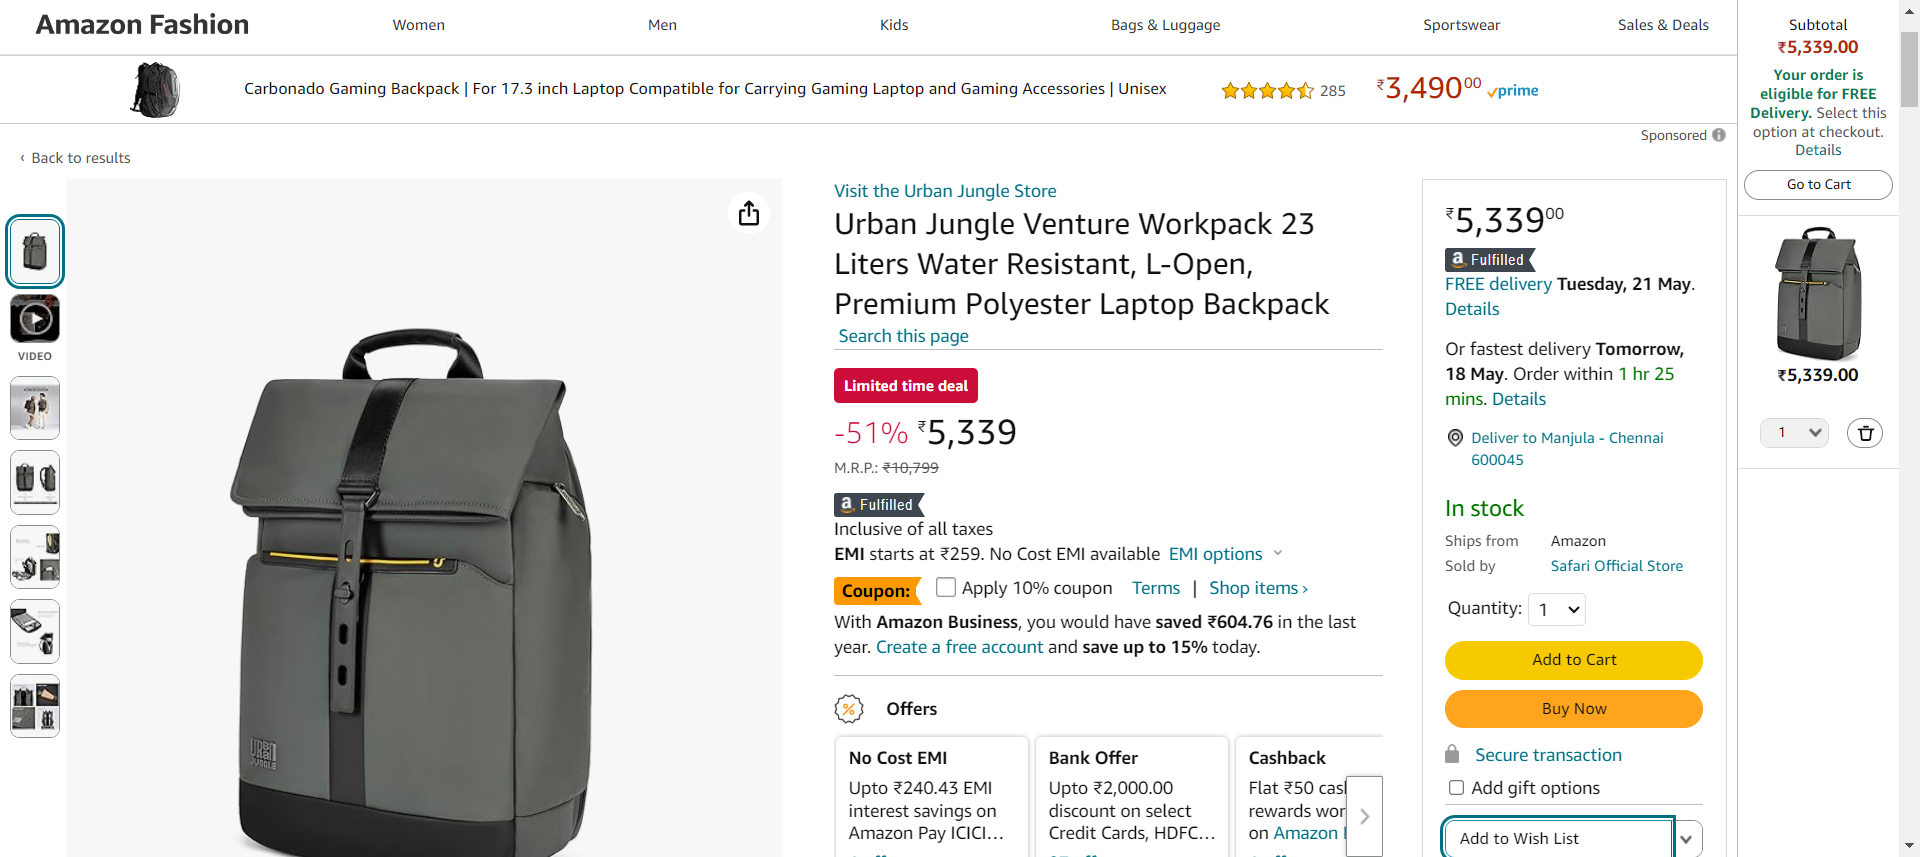 Amazon Fashion
Women
Men
Kids
Bags & Luggage
Sportswear
Sales & Deals
Carbonado Gaming Backpack | For 17.3 inch Laptop Compatible for Carrying Gaming Laptop and Gaming Accessories | Unisex
285
₹3,490.00
prime
Sponsored
‹ Back to results
VIDEO
Visit the Urban Jungle Store
Urban Jungle Venture Workpack 23
Liters Water Resistant, L-Open,
Premium Polyester Laptop Backpack
Search this page
Limited time deal
-51% ₹5,339
M.R.P.: ₹10,799
a Fulfilled
Inclusive of all taxes
EMI starts at ₹259. No Cost EMI available EMI options
Coupon: Apply 10% coupon Terms | Shop items ›
With Amazon Business, you would have saved ₹604.76 in the last
year. Create a free account and save up to 15% today.
Offers
No Cost EMI
Upto ₹240.43 EMI
interest savings on
Amazon Pay ICICI…
Bank Offer
Upto ₹2,000.00
discount on select
Credit Cards, HDFC…
Cashback
Flat ₹50
on Amazon
URBAN
JUNGLE
₹5,339.00
a Fulfilled
FREE delivery Tuesday, 21 May.
Details
Or fastest delivery Tomorrow,
18 May. Order within 1 hr 25
mins. Details
Deliver to Manjula - Chennai
600045
In stock
Ships from Amazon
Sold by Safari Official Store
Quantity: 1
Add to Cart
Buy Now
Secure transaction
Add gift options
Add to Wish List
Subtotal
₹5,339.00
Your order is
eligible for FREE
Delivery. Select this
option at checkout.
Details
Go to Cart
₹5,339.00
1